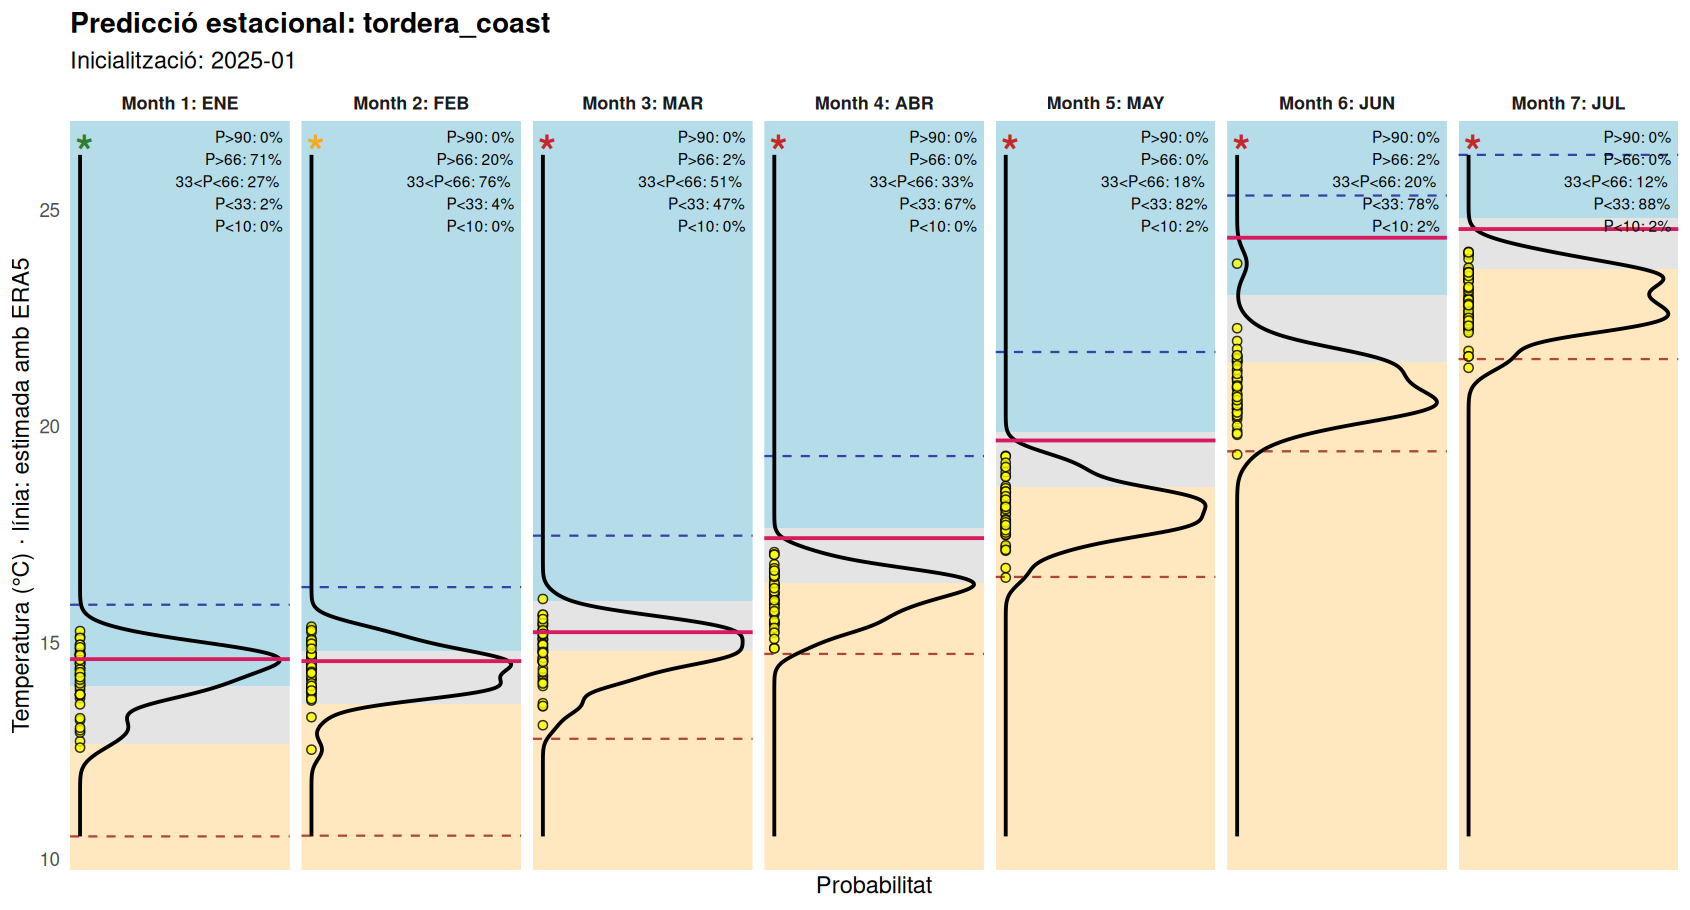 Predicció estacional: tordera_coast
Inicialització: 2025-01
Month 1: ENE
Month 2: FEB
Month 3: MAR
Month 4: ABR
Month 5: MAY
Month 6: JUN
Month 7: JUL
*
P>90: 0%
P>66: 71%
33<P<66: 27%
P<33: 2%
P<10: 0%
*
P>90: 0%
P>66: 20%
33<P<66: 76%
P<33: 4%
P<10: 0%
*
P>90: 0%
P>66: 2%
33<P<66: 51%
P<33: 47%
P<10: 0%
*
P>90: 0%
P>66: 0%
33<P<66: 33%
P<33: 67%
P<10: 0%
*
P>90: 0%
P>66: 0%
33<P<66: 18%
P<33: 82%
P<10: 2%
*
P>90: 0%
P>66: 2%
33<P<66: 20%
P<33: 78%
P<10: 2%
*
P>90: 0%
P>66: 0%
33<P<66: 12%
P<33: 88%
P<10: 2%
25
20
15
10
Temperatura (°C) · línia: estimada amb ERA5
Probabilitat